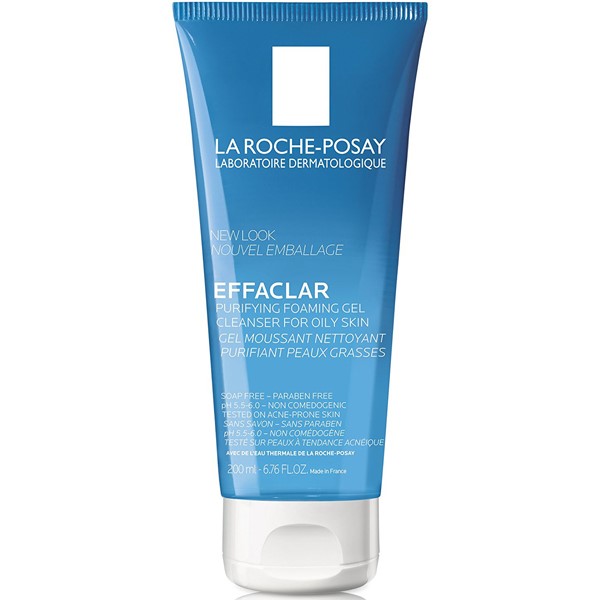 LA ROCHE-POSAY
LABORATOIRE DERMATOLOGIQUE
NEW LOOK
NOUVEL EMBALLAGE
EFFACLAR
PURIFYING FOAMING GEL
CLEANSER FOR OILY SKIN
GEL MOUSSANT NETTOYANT
PURIFIANT PEAUX GRASSES
SOAP FREE – PARABEN FREE
pH 5.5-6.0 – NON COMEDOGENIC
TESTED ON ACNE-PRONE SKIN
SANS SAVON – SANS PARABEN
pH 5.5-6.0 – NON COMÉDOGÈNE
TESTÉ SUR PEAUX À TENDANCE ACNÉIQUE
AVEC DE L'EAU THERMALE DE LA ROCHE-POSAY
200 ml - 6.76 FL.OZ. Made in France